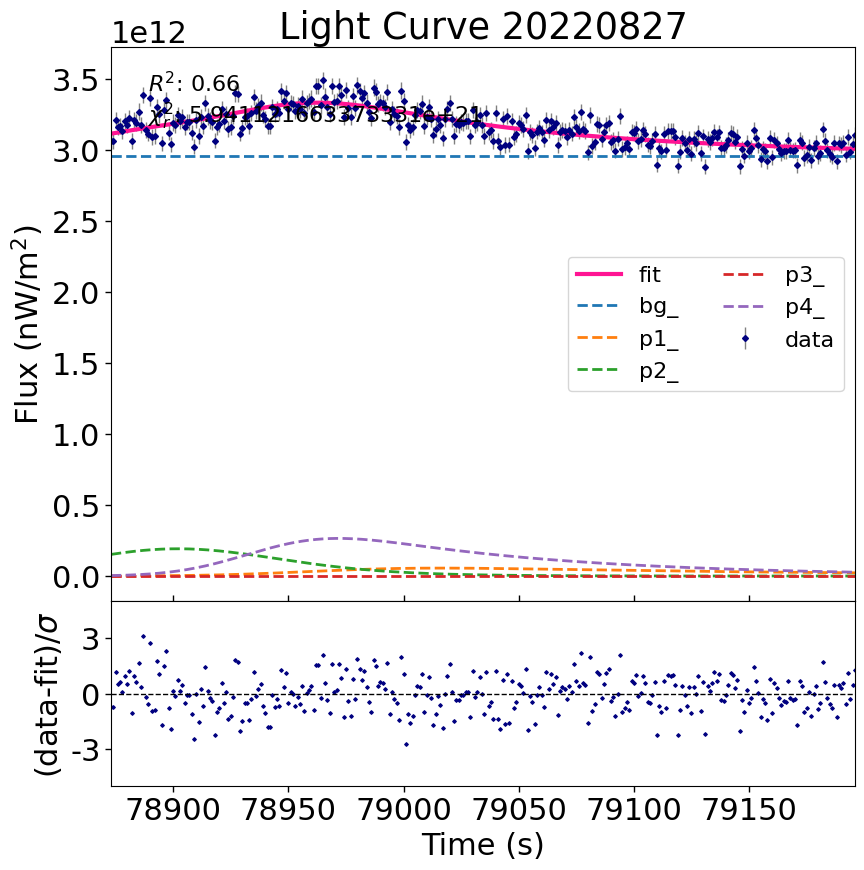 Light Curve 20220827
1e12
R²: 0.66
3.5
3.0
2.5
2.0
1.5
1.0
0.5
0.0
Flux (nW/m²)
fit
bg_
p1_
p2_
p3_
p4_
data
3
0
-3
(data-fit)/σ
78900 78950 79000 79050 79100 79150
Time (s)